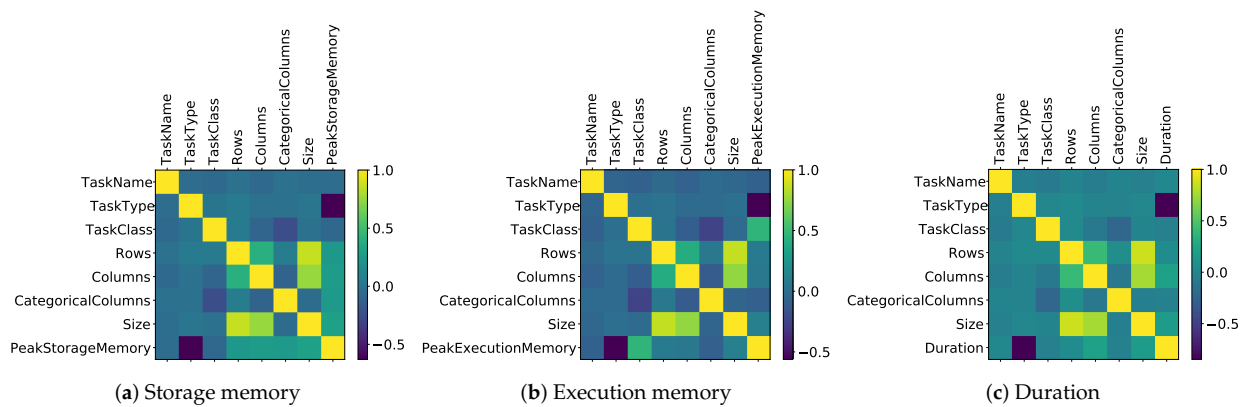 TaskName
TaskType
TaskClass
Rows
Columns
CategoricalColumns
Size
PeakStorageMemory
TaskName
TaskType
TaskClass
Rows
Columns
CategoricalColumns
Size
PeakStorageMemory
1.0
0.5
0.0
−0.5
(a) Storage memory
TaskName
TaskType
TaskClass
Rows
Columns
CategoricalColumns
Size
PeakExecutionMemory
TaskName
TaskType
TaskClass
Rows
Columns
CategoricalColumns
Size
PeakExecutionMemory
1.0
0.5
0.0
−0.5
(b) Execution memory
TaskName
TaskType
TaskClass
Rows
Columns
CategoricalColumns
Size
Duration
TaskName
TaskType
TaskClass
Rows
Columns
CategoricalColumns
Size
Duration
1.0
0.5
0.0
−0.5
(c) Duration